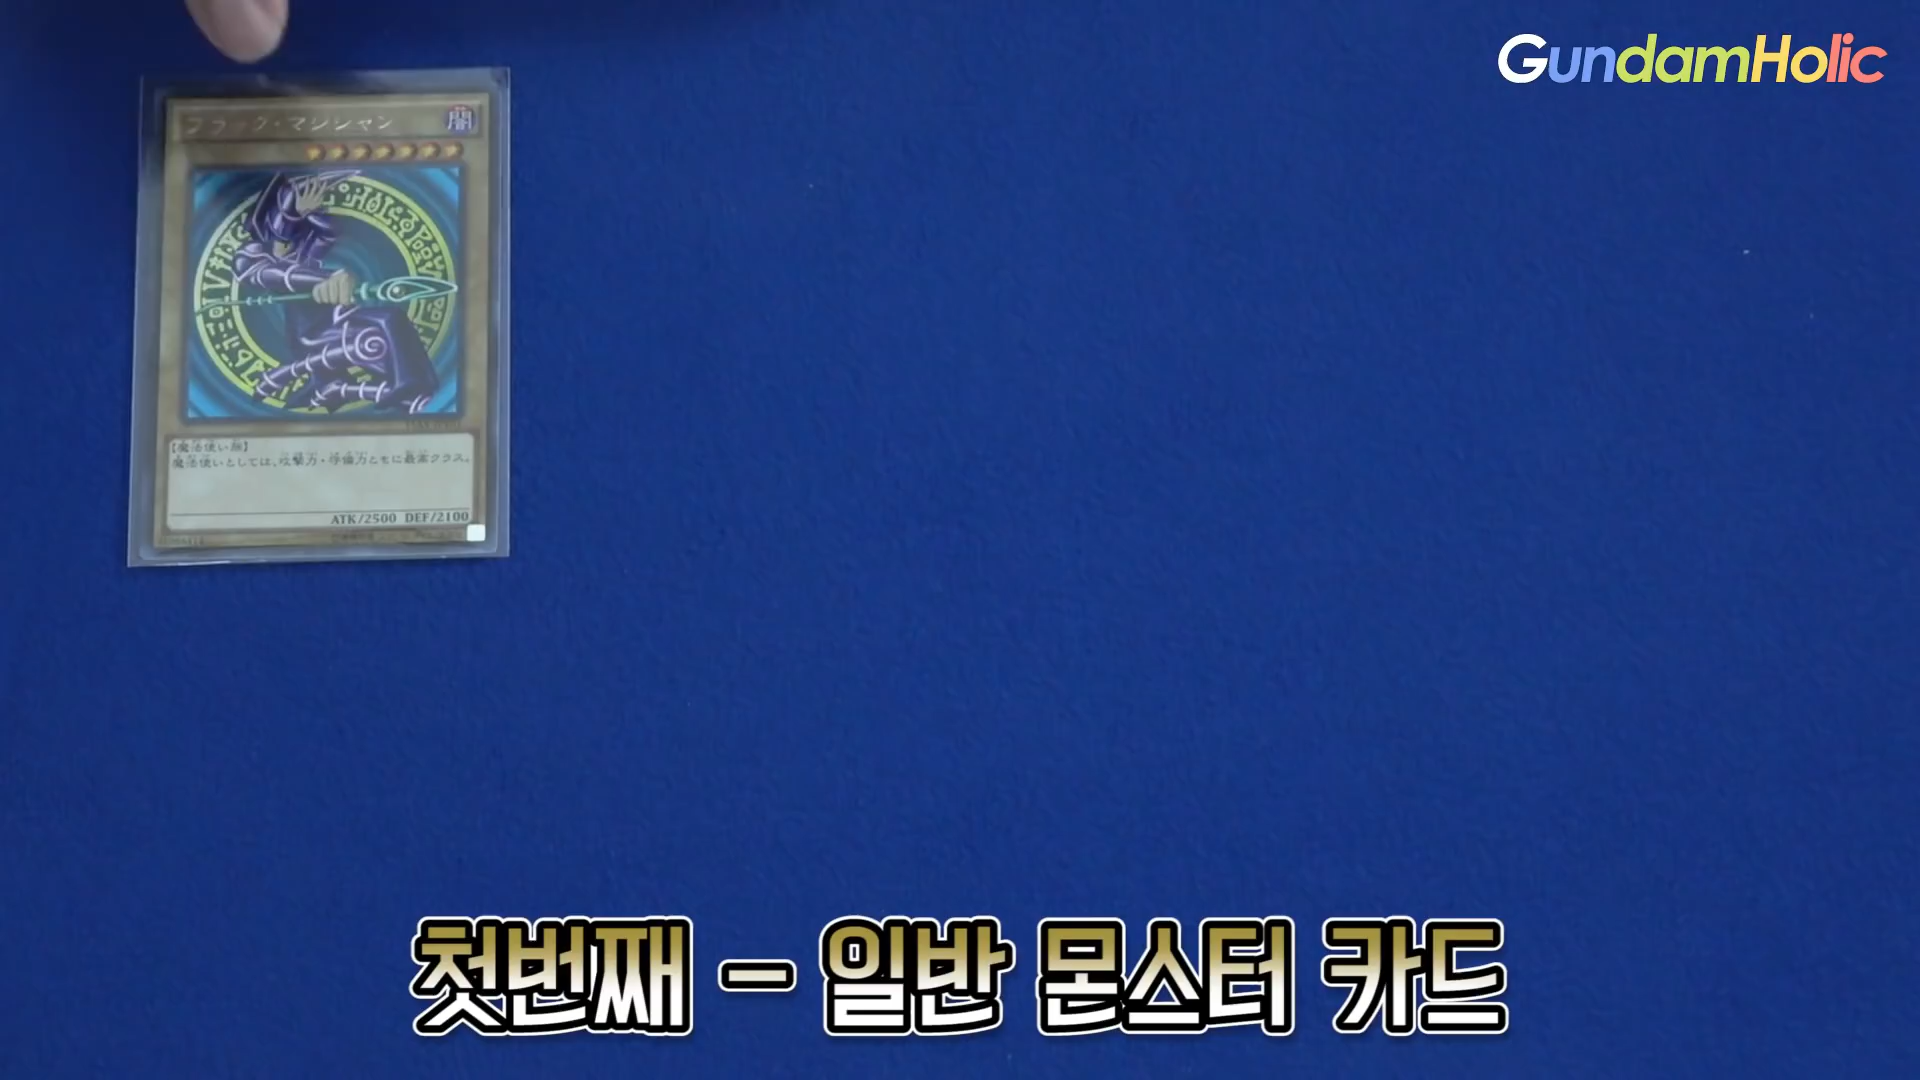 GundamHolic
ブラック・マジシャン
闇
【魔法使い族】
魔法使いとしては、攻撃力・守備力ともに最高クラス。
ATK/2500 DEF/2100
첫번째 - 일반 몬스터 카드